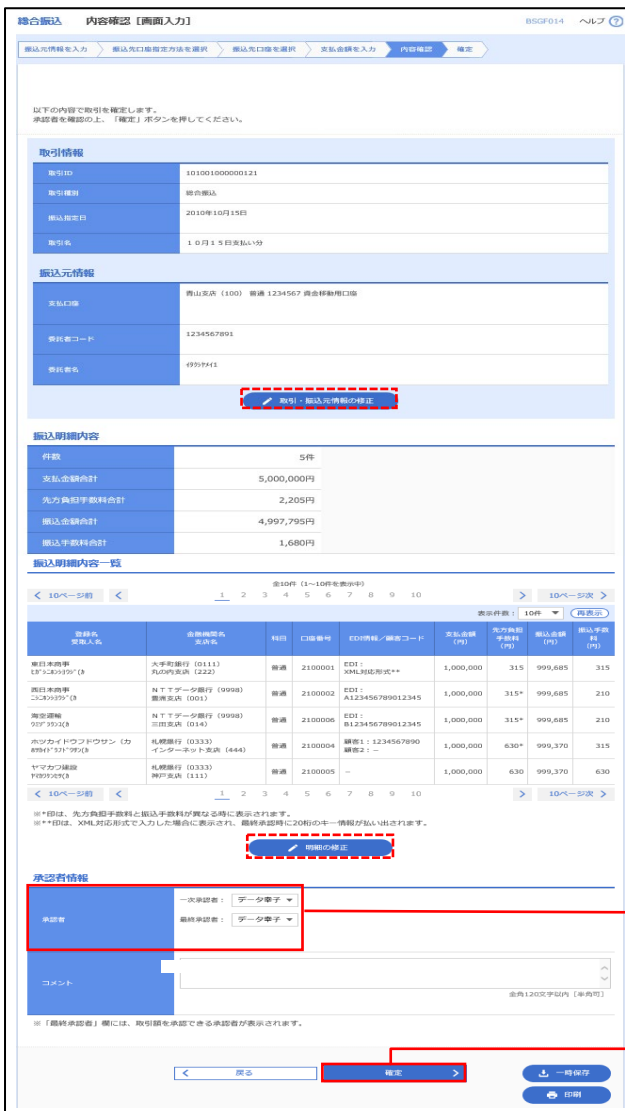 総合振込 内容確認 [画面入力] BSGF014 ヘルプ ?
振込元情報を入力 振込先口座指定方法を選択 振込先口座を選択 支払金額を入力 内容確認 確定
以下の内容で取引を確定します。
承認者を確認の上、「確定」ボタンを押してください。
取引情報
取引ID 101001000000121
取引種別 総合振込
振込指定日 2010年10月15日
取引名 10月15日支払い分
振込元情報
支払口座 青山支店 (100) 普通 1234567 資金移動用口座
委託者コード 1234567891
委託者名
取引・振込元情報の修正
振込明細内容
件数 5件
支払金額合計 5,000,000円
先方負担手数料合計 2,205円
振込金額合計 4,997,795円
振込手数料合計 1,680円
振込明細内容一覧
全10件 (1~10件を表示中)
< 10ページ前 < 1 2 3 4 5 6 7 8 9 10 > 10ページ次 >
表示件数: 10件 ▼ (再表示)
登録名 金融機関名 科目 口座番号 EDI情報/顧客コード 支払金額 先方負担 振込金額 振込手数
受取人名 支店名 (円) 手数料 (円) 料
(円) (円)
東日本商事 大手町銀行 (0111) 普通 2100001 EDI: 1,000,000 315 999,685 315
丸の内支店 (222) XML対応形式**
西日本商事 NTTデータ銀行 (9998) 普通 2100002 EDI: 1,000,000 315* 999,685 210
豊洲支店 (001) A123456789012345
海空運輸 NTTデータ銀行 (9998) 普通 2100006 EDI: 1,000,000 315* 999,685 210
三田支店 (014) B123456789012345
ホツカイドウフドウサン (カ 札幌銀行 (0333) 普通 2100004 顧客1:1234567890 1,000,000 630* 999,370 315
インターネット支店 (444) 顧客2:-
ヤマカワ建設 札幌銀行 (0333) 普通 2100005 - 1,000,000 630 999,370 630
神戸支店 (111)
< 10ページ前 < 1 2 3 4 5 6 7 8 9 10 > 10ページ次 >
※*印は、先方負担手数料と振込手数料が異なる時に表示されます。
※**印は、XML対応形式で入力した場合に表示され、最終承認時に20桁のキー情報が払い出されます。
明細の修正
承認者情報
承認者 一次承認者: データ幸子 ▼
最終承認者: データ幸子 ▼
コメント
全角120文字以内 [半角可]
※「最終承認者」欄には、取引額を承認できる承認者が表示されます。
< 戻る 確定 > 一時保存
印刷